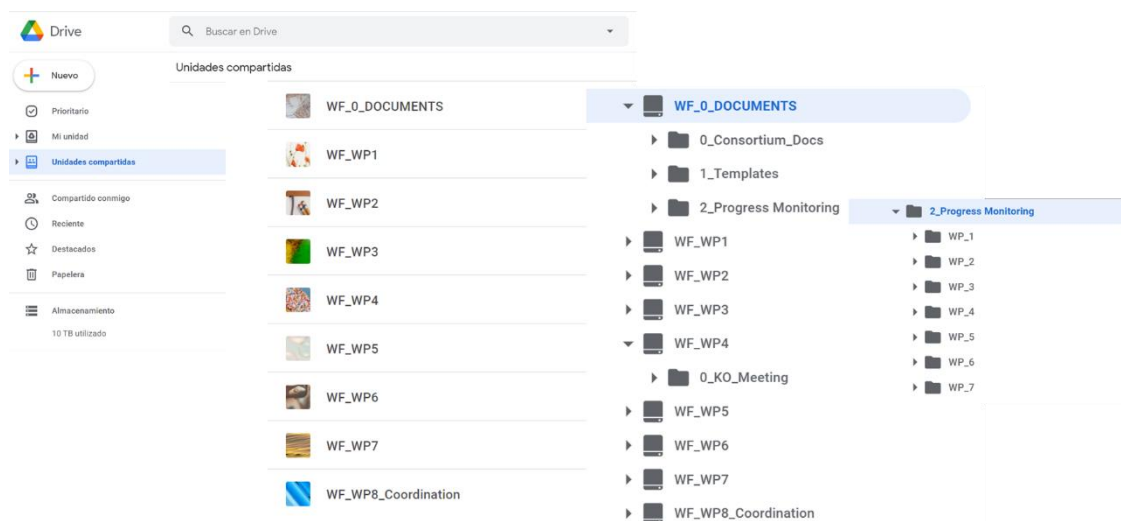 Drive
Buscar en Drive
Nuevo
Prioritario
Mi unidad
Unidades compartidas
Compartido conmigo
Reciente
Destacados
Papelera
Almacenamiento
10 TB utilizado
Unidades compartidas
WF_0_DOCUMENTS
WF_WP1
WF_WP2
WF_WP3
WF_WP4
WF_WP5
WF_WP6
WF_WP7
WF_WP8_Coordination
WF_0_DOCUMENTS
0_Consortium_Docs
1_Templates
2_Progress Monitoring
WF_WP1
WF_WP2
WF_WP3
WF_WP4
0_KO_Meeting
WF_WP5
WF_WP6
WF_WP7
WF_WP8_Coordination
2_Progress Monitoring
WP_1
WP_2
WP_3
WP_4
WP_5
WP_6
WP_7